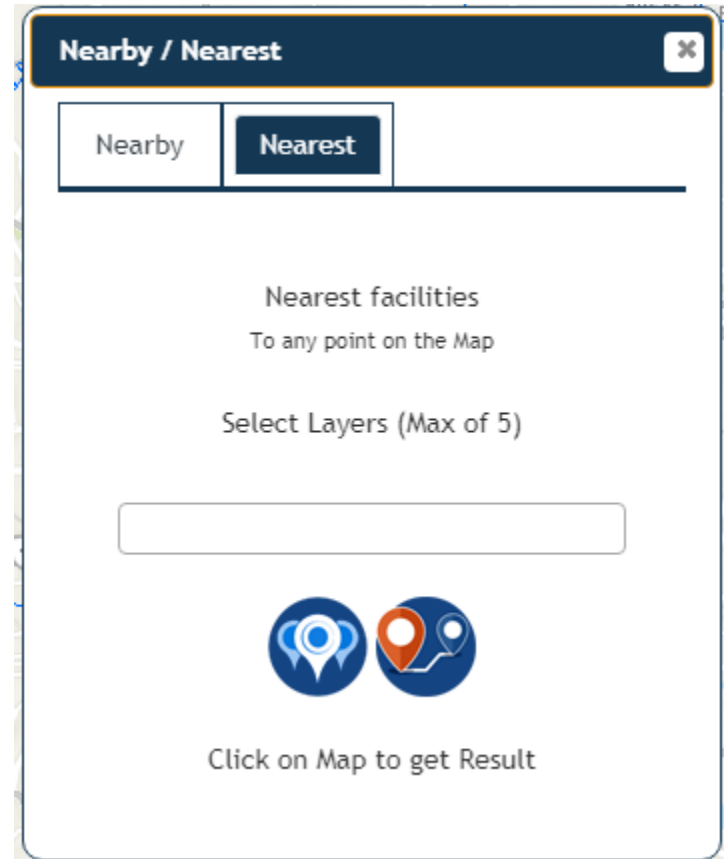 Nearby / Nearest
Nearby Nearest
Nearest facilities
To any point on the Map
Select Layers (Max of 5)
Click on Map to get Result